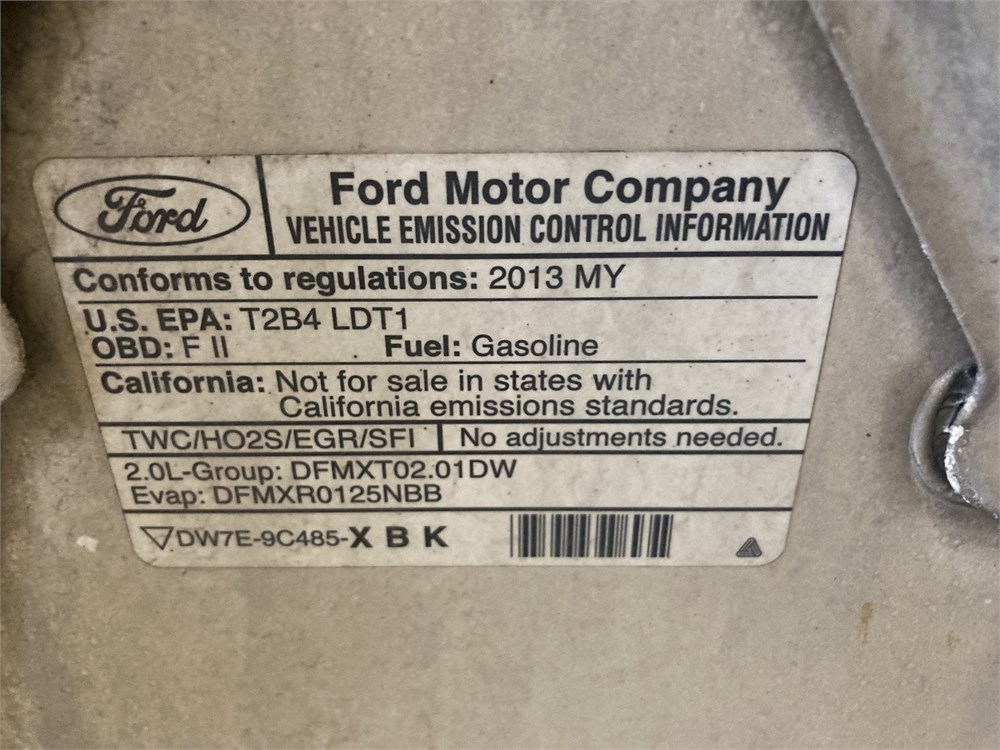 Ford
Ford Motor Company
VEHICLE EMISSION CONTROL INFORMATION
Conforms to regulations: 2013 MY
U.S. EPA: T2B4 LDT1
OBD: F II Fuel: Gasoline
California: Not for sale in states with
California emissions standards.
TWC/HO2S/EGR/SFI No adjustments needed.
2.0L-Group: DFMXT02.01DW
Evap: DFMXR0125NBB
DW7E-9C485-X B K